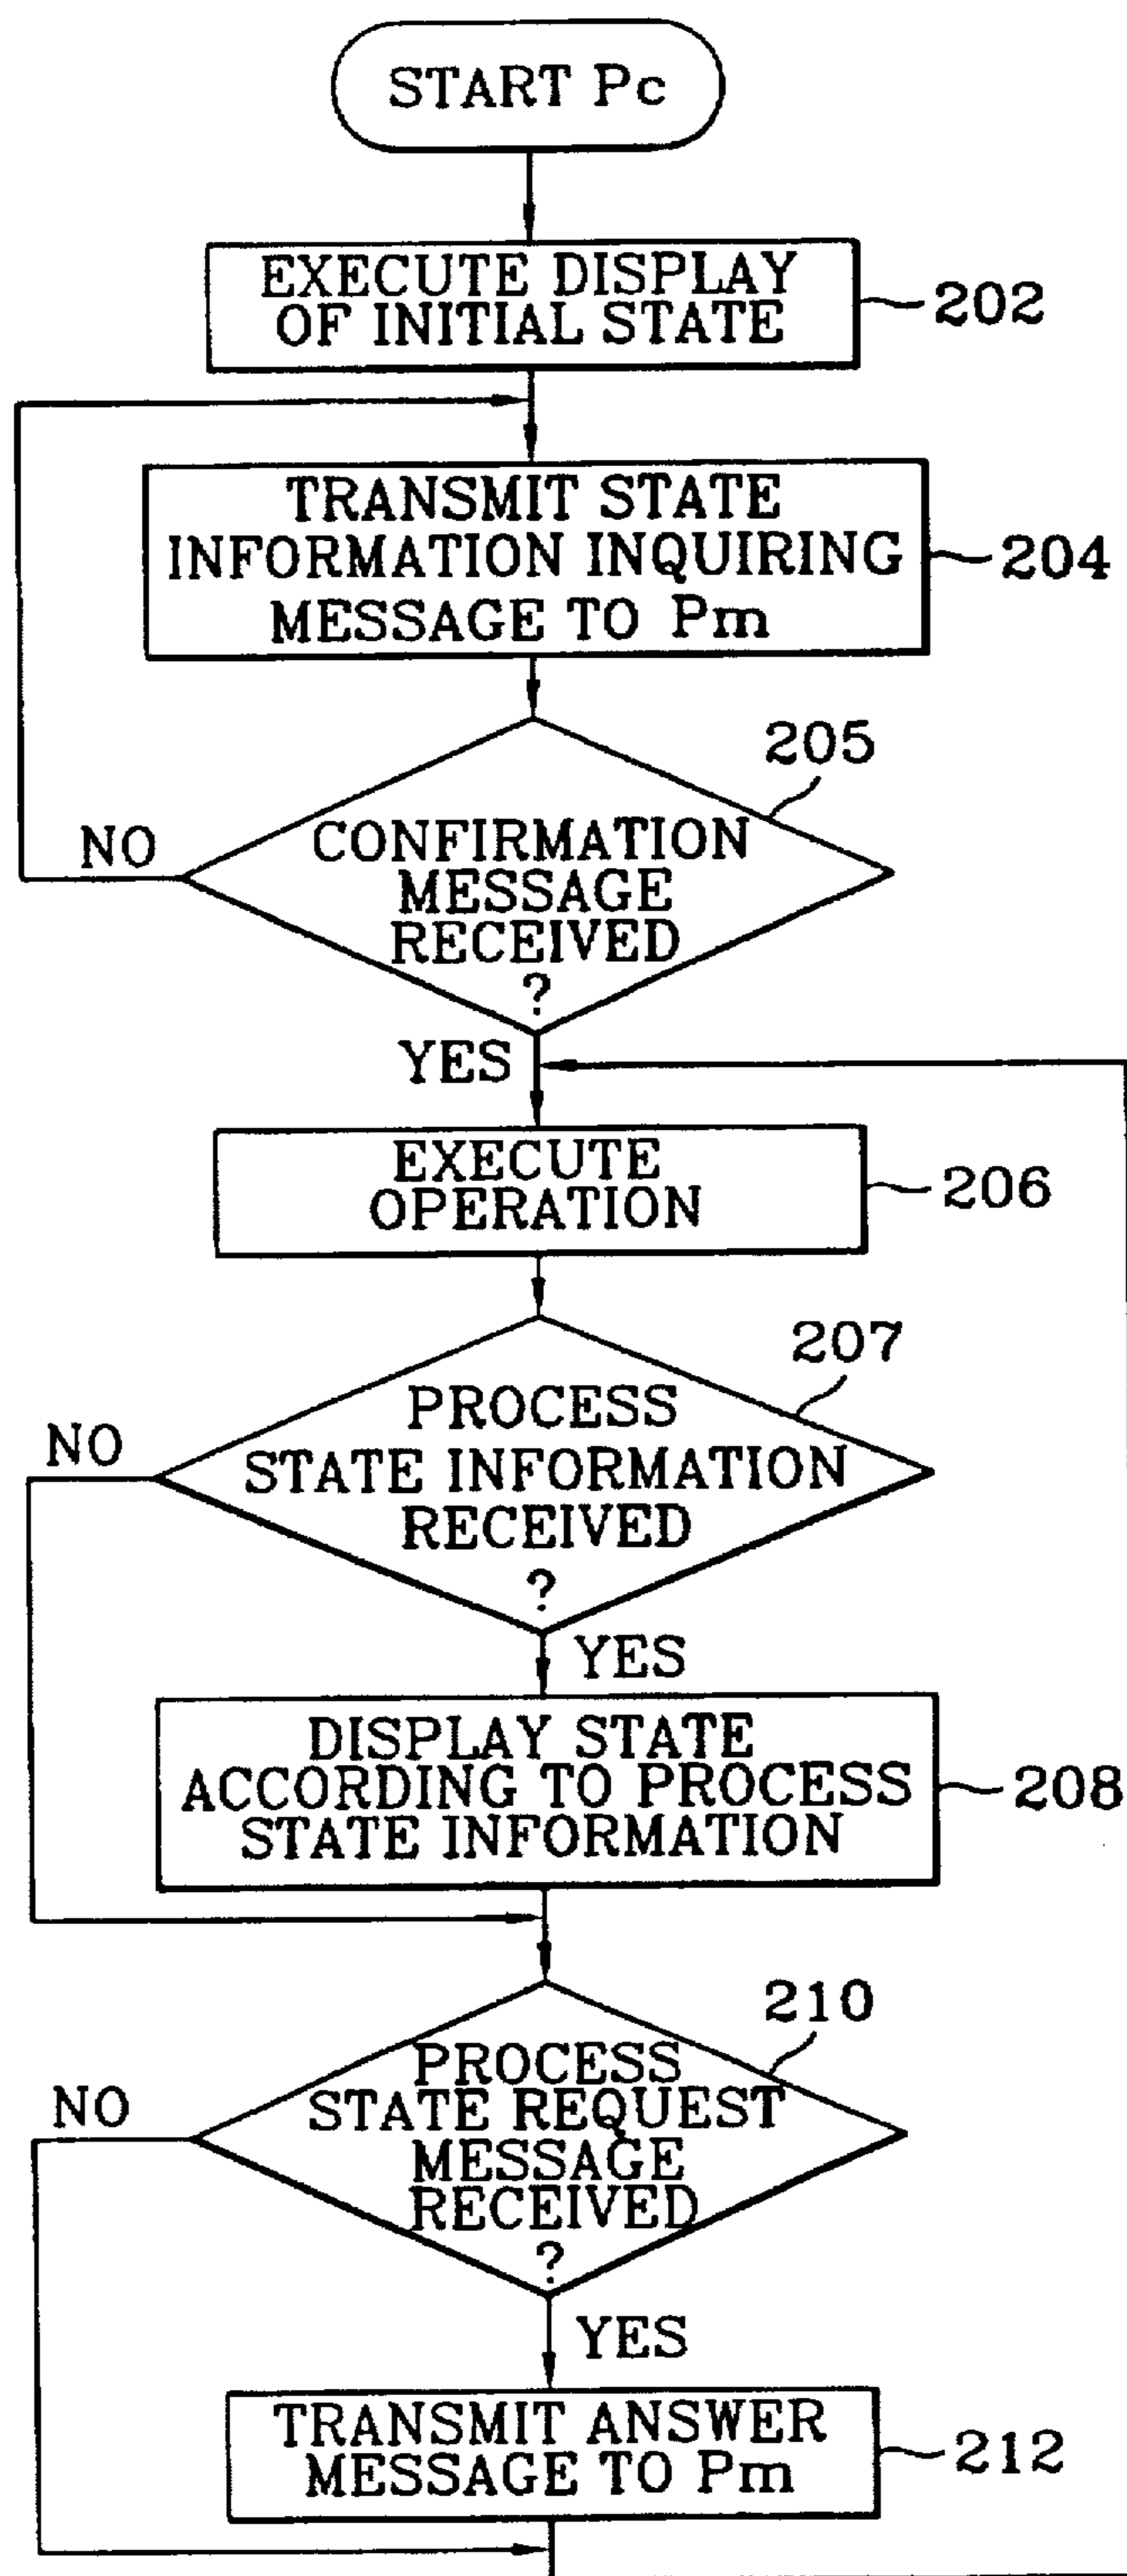 START Pc
EXECUTE DISPLAY
OF INITIAL STATE
202
TRANSMIT STATE
INFORMATION INQUIRING
MESSAGE TO Pm
204
205
NO
CONFIRMATION
MESSAGE
RECEIVED
?
YES
EXECUTE
OPERATION
206
207
NO
PROCESS
STATE INFORMATION
RECEIVED
?
YES
DISPLAY STATE
ACCORDING TO PROCESS
STATE INFORMATION
208
210
NO
PROCESS
STATE REQUEST
MESSAGE
RECEIVED
?
YES
TRANSMIT ANSWER
MESSAGE TO Pm
212